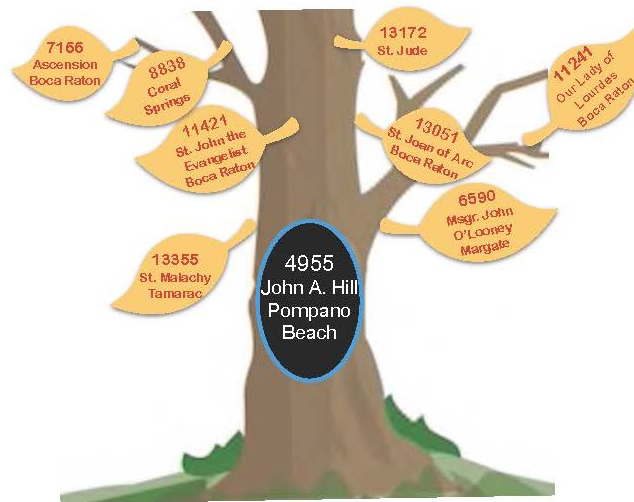 7166
Ascension
Boca Raton
8838
Coral
Springs
13172
St. Jude
11241
Our Lady of
Lourdes
Boca Raton
11421
St. John the
Evangelist
Boca Raton
13051
St. Joan of Arc
Boca Raton
6590
Msgr. John
O'Looney
Margate
13355
St. Malachy
Tamarac
4955
John A. Hill
Pompano
Beach